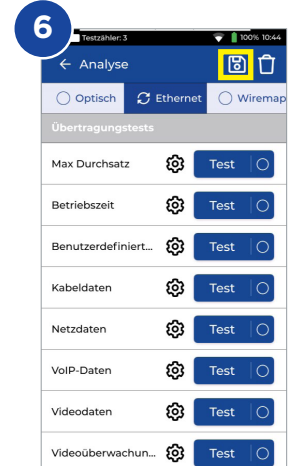 6
Testzähler: 3 100% 10:44
← Analyse
Optisch Ethernet Wiremap
Übertragungstests
Max Durchsatz Test
Betriebszeit Test
Benutzerdefiniert... Test
Kabeldaten Test
Netzdaten Test
VoIP-Daten Test
Videodaten Test
Videoüberwachun... Test